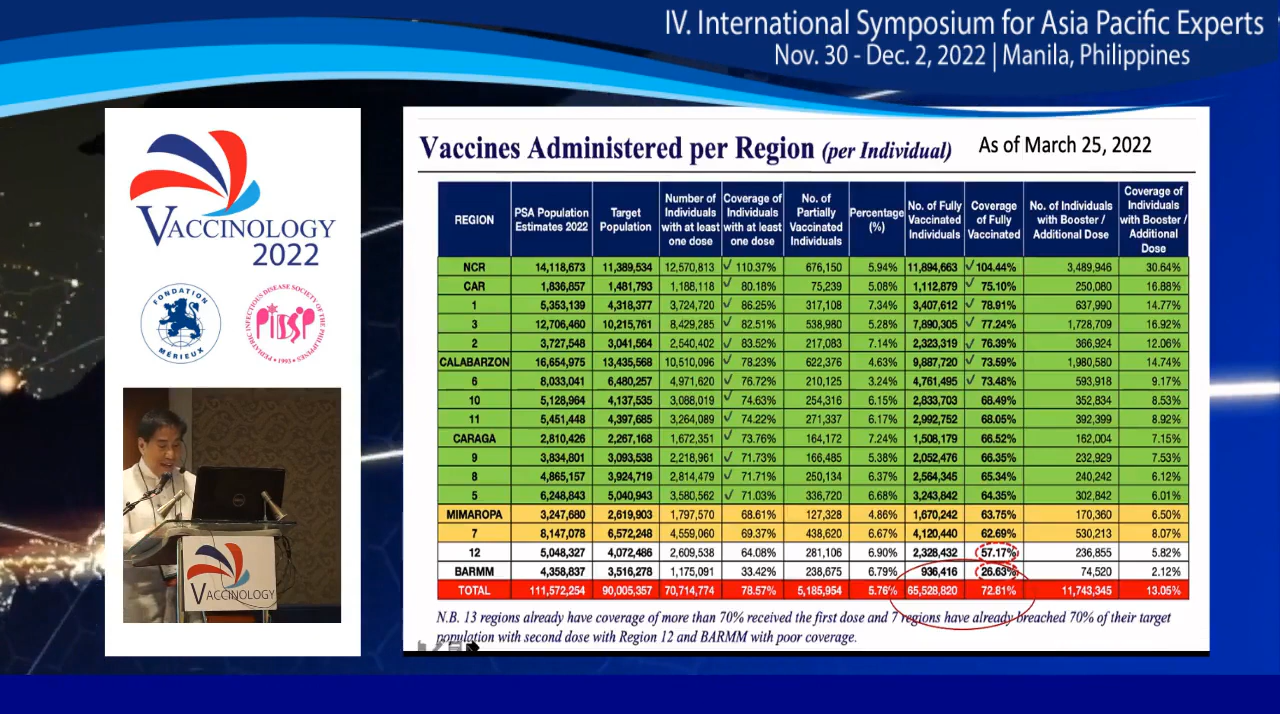 IV. International Symposium for Asia Pacific Experts
Nov. 30 - Dec. 2, 2022 | Manila, Philippines
VACCINOLOGY
2022
FONDATION
MÉRIEUX
PEDIATRIC INFECTIOUS DISEASE SOCIETY OF THE PHILIPPINES
PIDSP
1993
DELL
VACCINOLOGY
Vaccines Administered per Region (per Individual) As of March 25, 2022
REGION | PSA Population Estimates 2022 | Target Population | Number of Individuals with at least one dose | Coverage of Individuals with at least one dose | No. of Partially Vaccinated Individuals | Percentage (%) | No. of Fully Vaccinated Individuals | Coverage of Fully Vaccinated | No. of Individuals with Booster / Additional Dose | Coverage of Individuals with Booster / Additional Dose
NCR 14,118,673 11,389,534 12,570,813 ✓ 110.37% 676,150 5.94% 11,894,663 ✓ 104.44% 3,489,946 30.64%
CAR 1,836,857 1,481,793 1,188,118 ✓ 80.18% 75,239 5.08% 1,112,879 ✓ 75.10% 250,080 16.88%
1 5,353,139 4,318,377 3,724,720 ✓ 86.25% 317,108 7.34% 3,407,612 ✓ 78.91% 637,990 14.77%
3 12,706,460 10,215,761 8,429,285 ✓ 82.51% 538,980 5.28% 7,890,305 ✓ 77.24% 1,728,709 16.92%
2 3,727,548 3,041,564 2,540,402 ✓ 83.52% 217,083 7.14% 2,323,319 ✓ 76.39% 366,924 12.06%
CALABARZON 16,654,975 13,435,568 10,510,096 ✓ 78.23% 622,376 4.63% 9,887,720 ✓ 73.59% 1,980,580 14.74%
6 8,033,041 6,480,257 4,971,620 ✓ 76.72% 210,125 3.24% 4,761,495 ✓ 73.48% 593,918 9.17%
10 5,128,964 4,137,535 3,088,019 ✓ 74.63% 254,316 6.15% 2,833,703 68.49% 352,834 8.53%
11 5,451,448 4,397,685 3,264,089 ✓ 74.22% 271,337 6.17% 2,992,752 68.05% 392,399 8.92%
CARAGA 2,810,426 2,267,168 1,672,351 ✓ 73.76% 164,172 7.24% 1,508,179 66.52% 162,004 7.15%
9 3,834,801 3,093,538 2,218,961 ✓ 71.73% 166,485 5.38% 2,052,476 66.35% 232,929 7.53%
8 4,865,157 3,924,719 2,814,479 ✓ 71.71% 250,134 6.37% 2,564,345 65.34% 240,242 6.12%
5 6,248,843 5,040,943 3,580,562 ✓ 71.03% 336,720 6.68% 3,243,842 64.35% 302,842 6.01%
MIMAROPA 3,247,680 2,619,903 1,797,570 68.61% 127,328 4.86% 1,670,242 63.75% 170,360 6.50%
7 8,147,078 6,572,248 4,559,060 69.37% 438,620 6.67% 4,120,440 62.69% 530,213 8.07%
12 5,048,327 4,072,486 2,609,538 64.08% 281,106 6.90% 2,328,432 57.17% 236,855 5.82%
BARMM 4,358,837 3,516,278 1,175,091 33.42% 238,675 6.79% 936,416 26.63% 74,520 2.12%
TOTAL 111,572,254 90,005,357 70,714,774 78.57% 5,185,954 5.76% 65,528,820 72.81% 11,743,345 13.05%
N.B. 13 regions already have coverage of more than 70% received the first dose and 7 regions have already breached 70% of their target
population with second dose with Region 12 and BARMM with poor coverage.